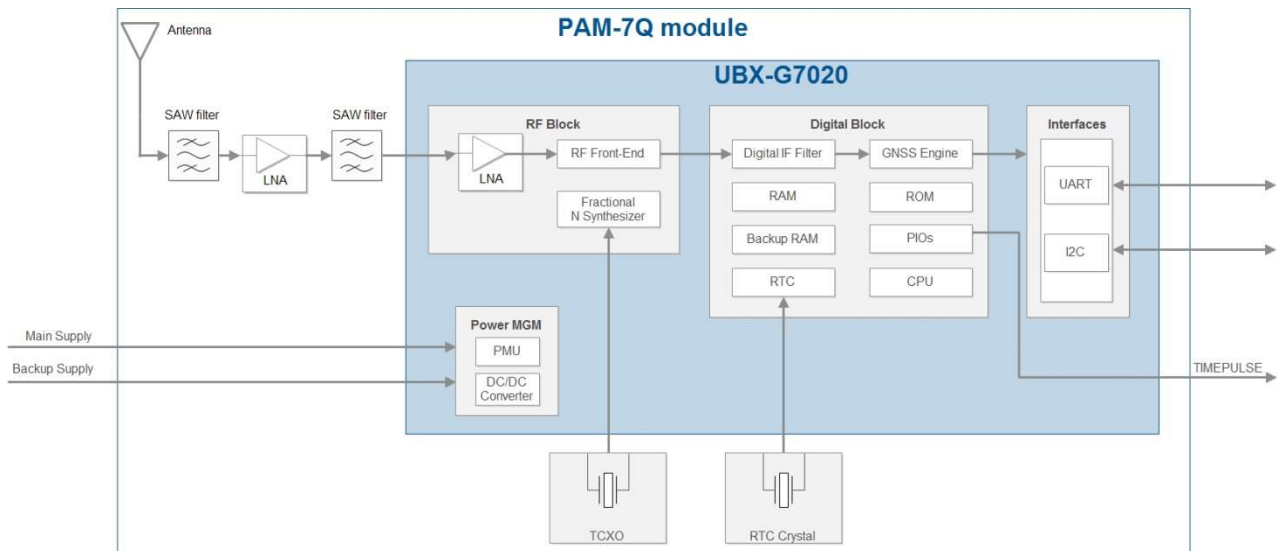 PAM-7Q module
Antenna
UBX-G7020
SAW filter
SAW filter
LNA
RF Block
LNA
RF Front-End
Fractional
N Synthesizer
Digital Block
Digital IF Filter
GNSS Engine
RAM
ROM
Backup RAM
PIOs
RTC
CPU
Interfaces
UART
I2C
Main Supply
Backup Supply
Power MGM
PMU
DC/DC
Converter
TIMEPULSE
TCXO
RTC Crystal